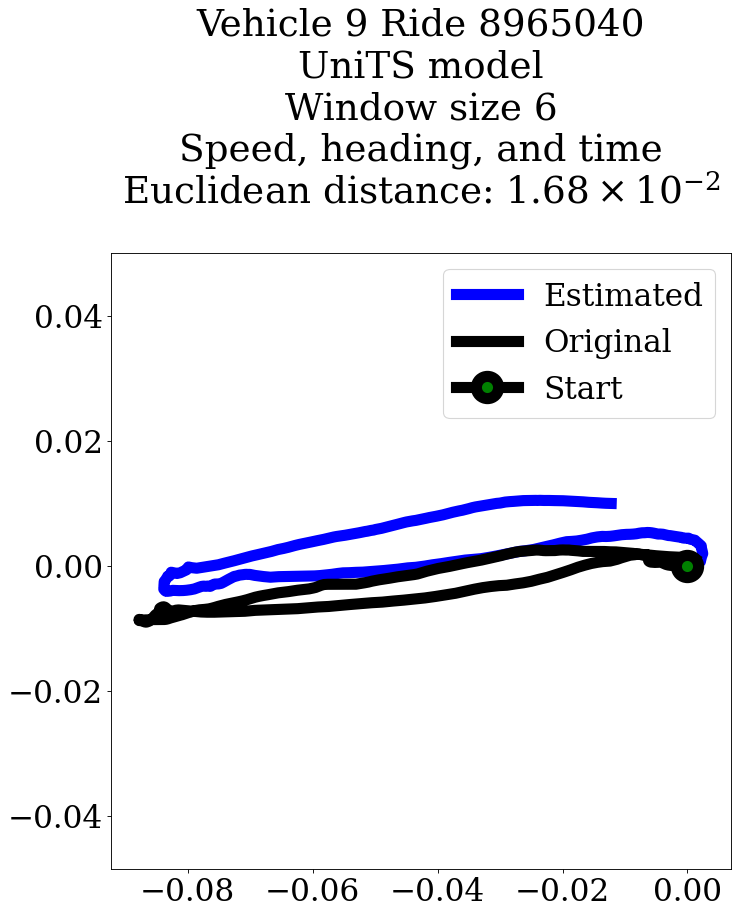 Vehicle 9 Ride 8965040
UniTS model
Window size 6
Speed, heading, and time
Euclidean distance: 1.68 × 10⁻²
Estimated
Original
Start
0.04
0.02
0.00
−0.02
−0.04
−0.08 −0.06 −0.04 −0.02 0.00